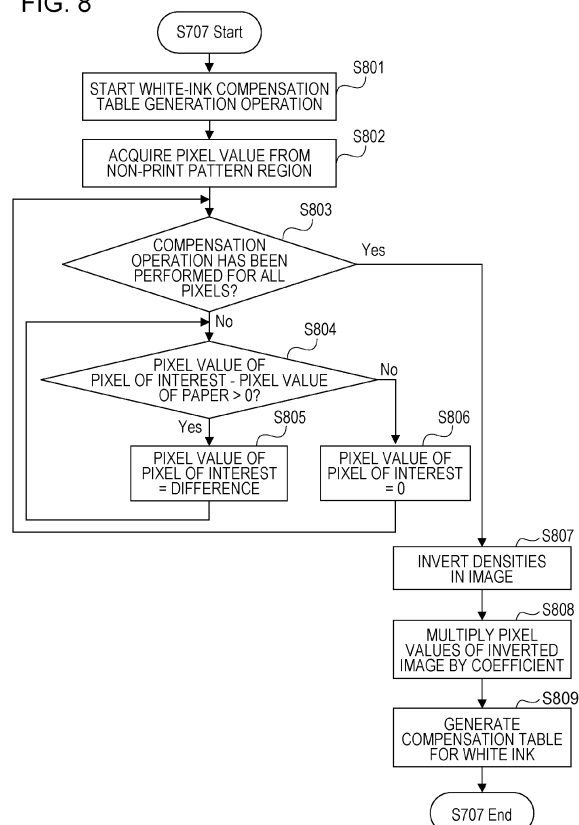 FIG. 8
S707 Start
S801
START WHITE-INK COMPENSATION
TABLE GENERATION OPERATION
S802
ACQUIRE PIXEL VALUE FROM
NON-PRINT PATTERN REGION
S803
COMPENSATION
OPERATION HAS BEEN
PERFORMED FOR ALL
PIXELS?
Yes
No
S804
PIXEL VALUE OF
PIXEL OF INTEREST - PIXEL VALUE
OF PAPER > 0?
No
Yes
S805
PIXEL VALUE OF
PIXEL OF INTEREST
= DIFFERENCE
S806
PIXEL VALUE OF
PIXEL OF INTEREST
= 0
S807
INVERT DENSITIES
IN IMAGE
S808
MULTIPLY PIXEL
VALUES OF INVERTED
IMAGE BY COEFFICIENT
S809
GENERATE
COMPENSATION TABLE
FOR WHITE INK
S707 End